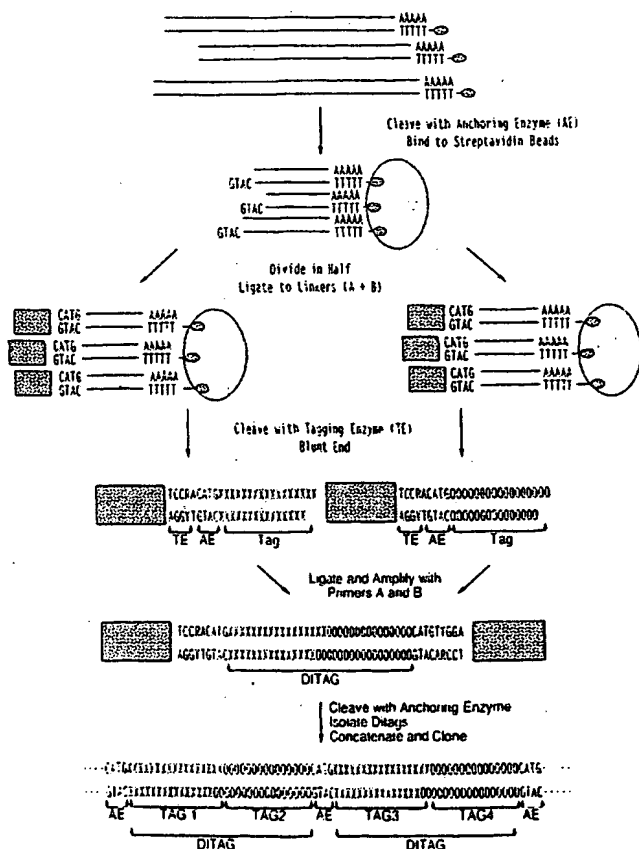 AAAAA
TTTTT
AAAAA
TTTTT
AAAAA
TTTTT
Cleave with Anchoring Enzyme (AE)
Bind to Streptavidin Beads
AAAAA
GTAC TTTTT
AAAAA
GTAC TTTTT
AAAAA
GTAC TTTTT
Divide in Half
Ligate to Linkers (A + B)
CATG AAAAA
GTAC TTTTT
CATG AAAAA
GTAC TTTTT
CATG AAAAA
GTAC TTTTT
CATG AAAAA
GTAC TTTTT
CATG AAAAA
GTAC TTTTT
CATG AAAAA
GTAC TTTTT
Cleave with Tagging Enzyme (TE)
Blunt End
TE AE Tag
TE AE Tag
Ligate and Amplify with
Primers A and B
DITAG
Cleave with Anchoring Enzyme
Isolate Ditags
Concatenate and Clone
AE TAG 1 TAG2 AE TAG3 TAG4 AE
DITAG DITAG